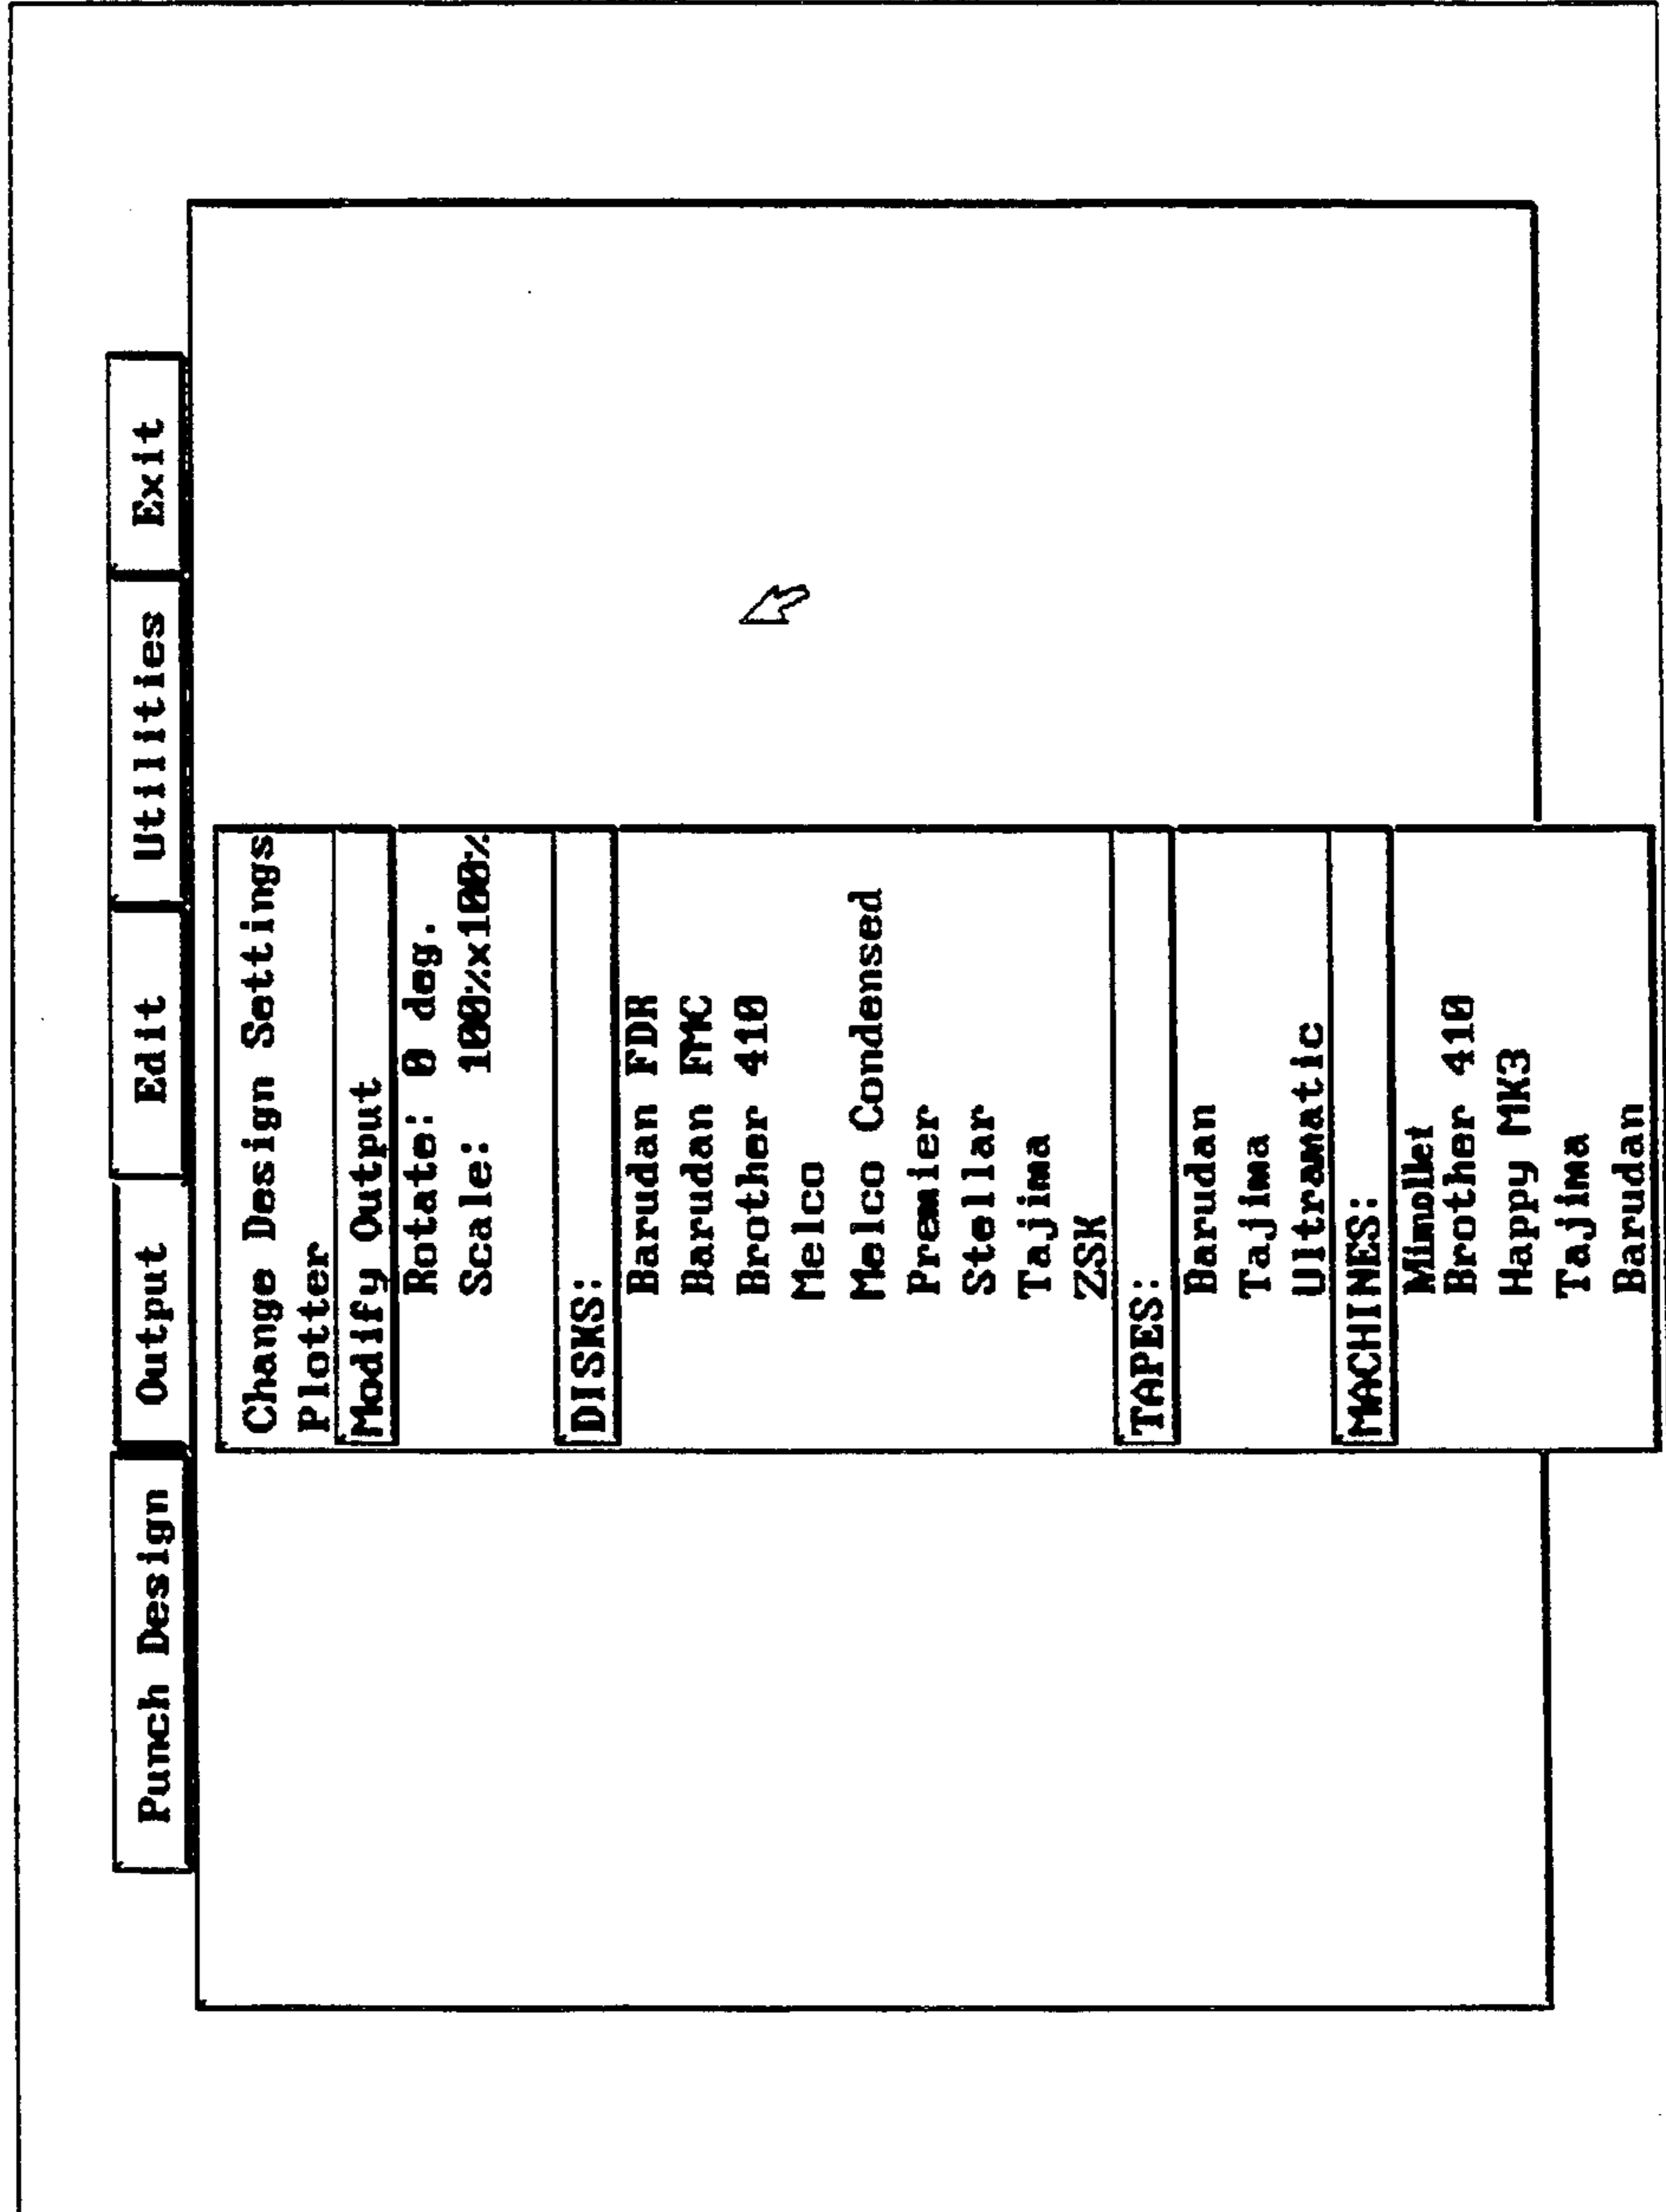 Punch Design Output Edit Utilities Exit
Change Design Settings
Plotter
Modify Output
Rotate: 0 deg.
Scale: 100%x100%
DISKS:
Barudan FDR
Barudan FMC
Brother 410
Melco
Melco Condensed
Premier
Stellar
Tajima
ZSK
TAPES:
Barudan
Tajima
Ultramatic
MACHINES:
Brother 410
Happy MK3
Tajima
Barudan